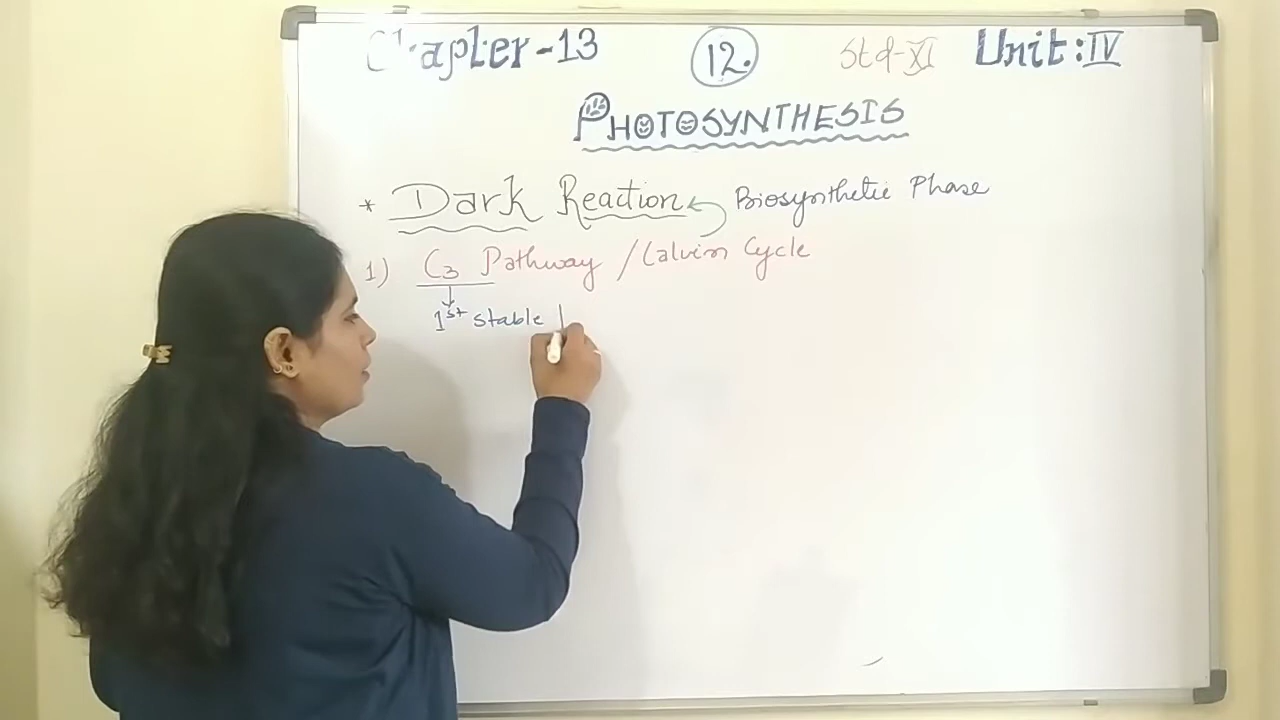 Chapter-13 12. Std-XI Unit: IV
PHOTOSYNTHESIS
* Dark Reaction Biosynthetic Phase
1) C3 Pathway / Calvin Cycle
1st stable